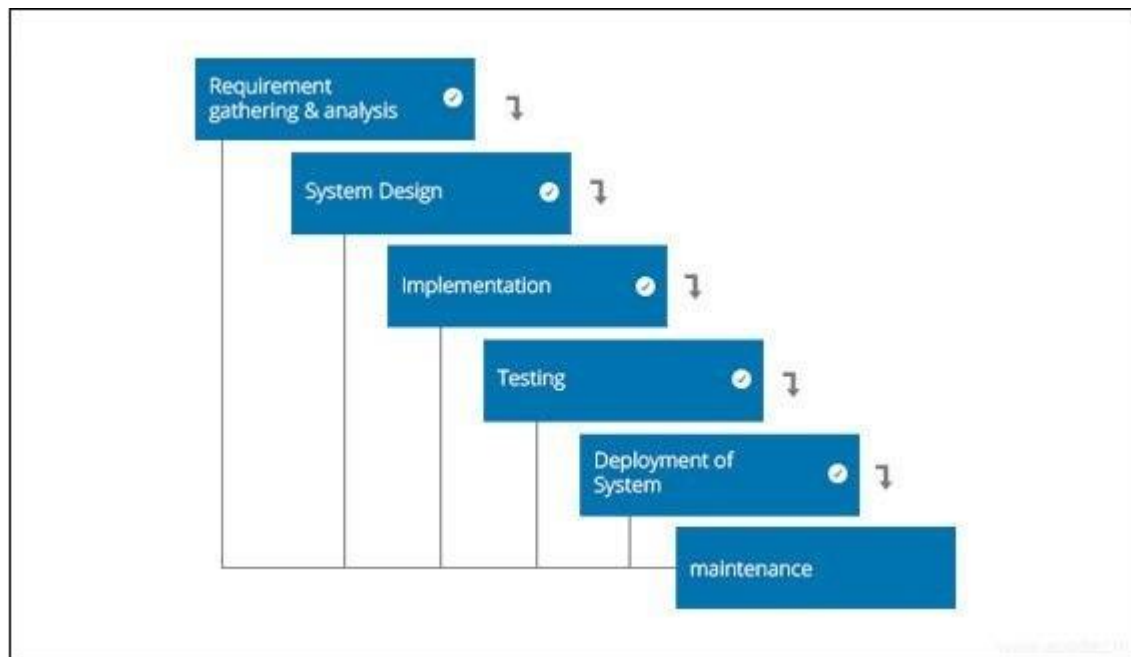 Requirement
gathering & analysis
System Design
Implementation
Testing
Deployment of
System
maintenance